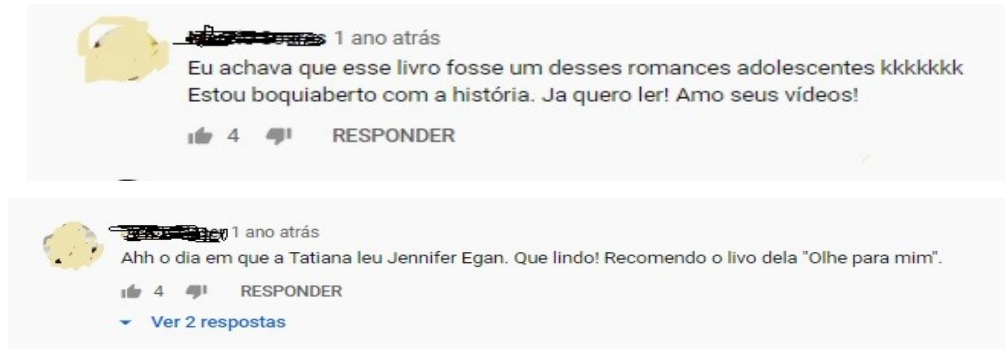 1 ano atrás
Eu achava que esse livro fosse um desses romances adolescentes kkkkkkk
Estou boquiaberto com a história. Ja quero ler! Amo seus vídeos!
4 RESPONDER
1 ano atrás
Ahh o dia em que a Tatiana leu Jennifer Egan. Que lindo! Recomendo o livo dela "Olhe para mim".
4 RESPONDER
Ver 2 respostas